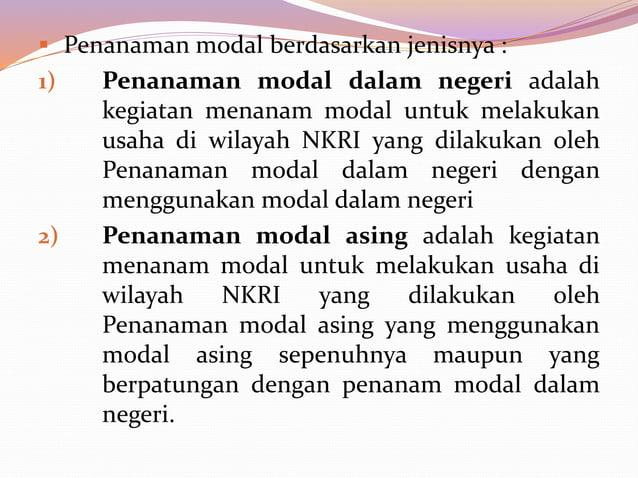 ▪ Penanaman modal berdasarkan jenisnya :
1) Penanaman modal dalam negeri adalah
kegiatan menanam modal untuk melakukan
usaha di wilayah NKRI yang dilakukan oleh
Penanaman modal dalam negeri dengan
menggunakan modal dalam negeri
2) Penanaman modal asing adalah kegiatan
menanam modal untuk melakukan usaha di
wilayah NKRI yang dilakukan oleh
Penanaman modal asing yang menggunakan
modal asing sepenuhnya maupun yang
berpatungan dengan penanam modal dalam
negeri.